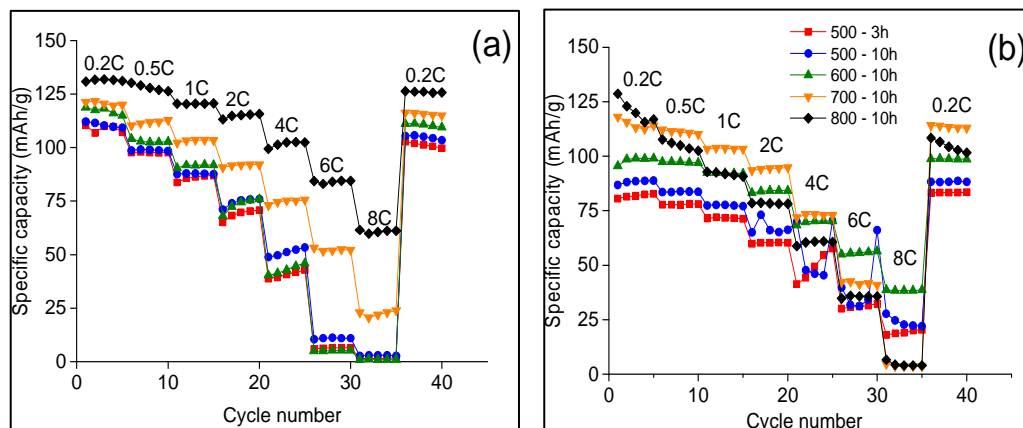 (a)
Specific capacity (mAh/g)
150
125
100
75
50
25
0
0.2C
0.5C
1C
2C
4C
6C
8C
0.2C
0
10
20
30
40
Cycle number
(b)
Specific capacity (mAh/g)
150
125
100
75
50
25
0
500 - 3h
500 - 10h
600 - 10h
700 - 10h
800 - 10h
0.2C
0.5C
1C
2C
4C
6C
8C
0.2C
0
10
20
30
40
Cycle number